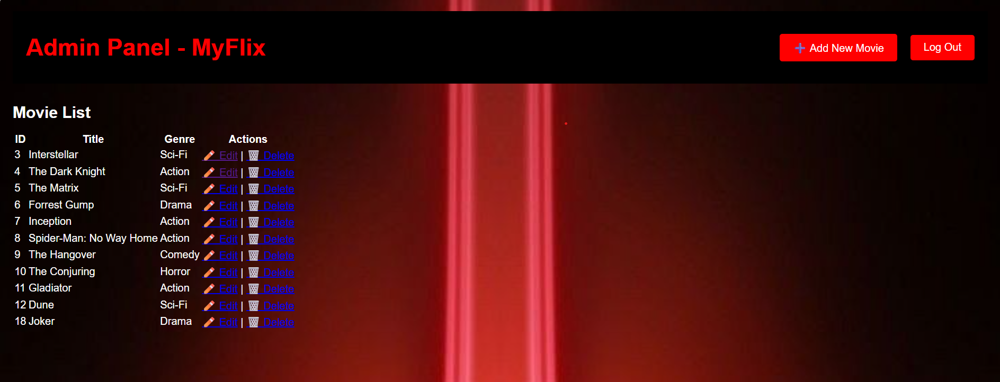 Admin Panel - MyFlix
➕ Add New Movie
Log Out
Movie List
ID Title Genre Actions
3 Interstellar Sci-Fi ✏️ Edit | 🗑️ Delete
4 The Dark Knight Action ✏️ Edit | 🗑️ Delete
5 The Matrix Sci-Fi ✏️ Edit | 🗑️ Delete
6 Forrest Gump Drama ✏️ Edit | 🗑️ Delete
7 Inception Action ✏️ Edit | 🗑️ Delete
8 Spider-Man: No Way Home Action ✏️ Edit | 🗑️ Delete
9 The Hangover Comedy ✏️ Edit | 🗑️ Delete
10 The Conjuring Horror ✏️ Edit | 🗑️ Delete
11 Gladiator Action ✏️ Edit | 🗑️ Delete
12 Dune Sci-Fi ✏️ Edit | 🗑️ Delete
18 Joker Drama ✏️ Edit | 🗑️ Delete